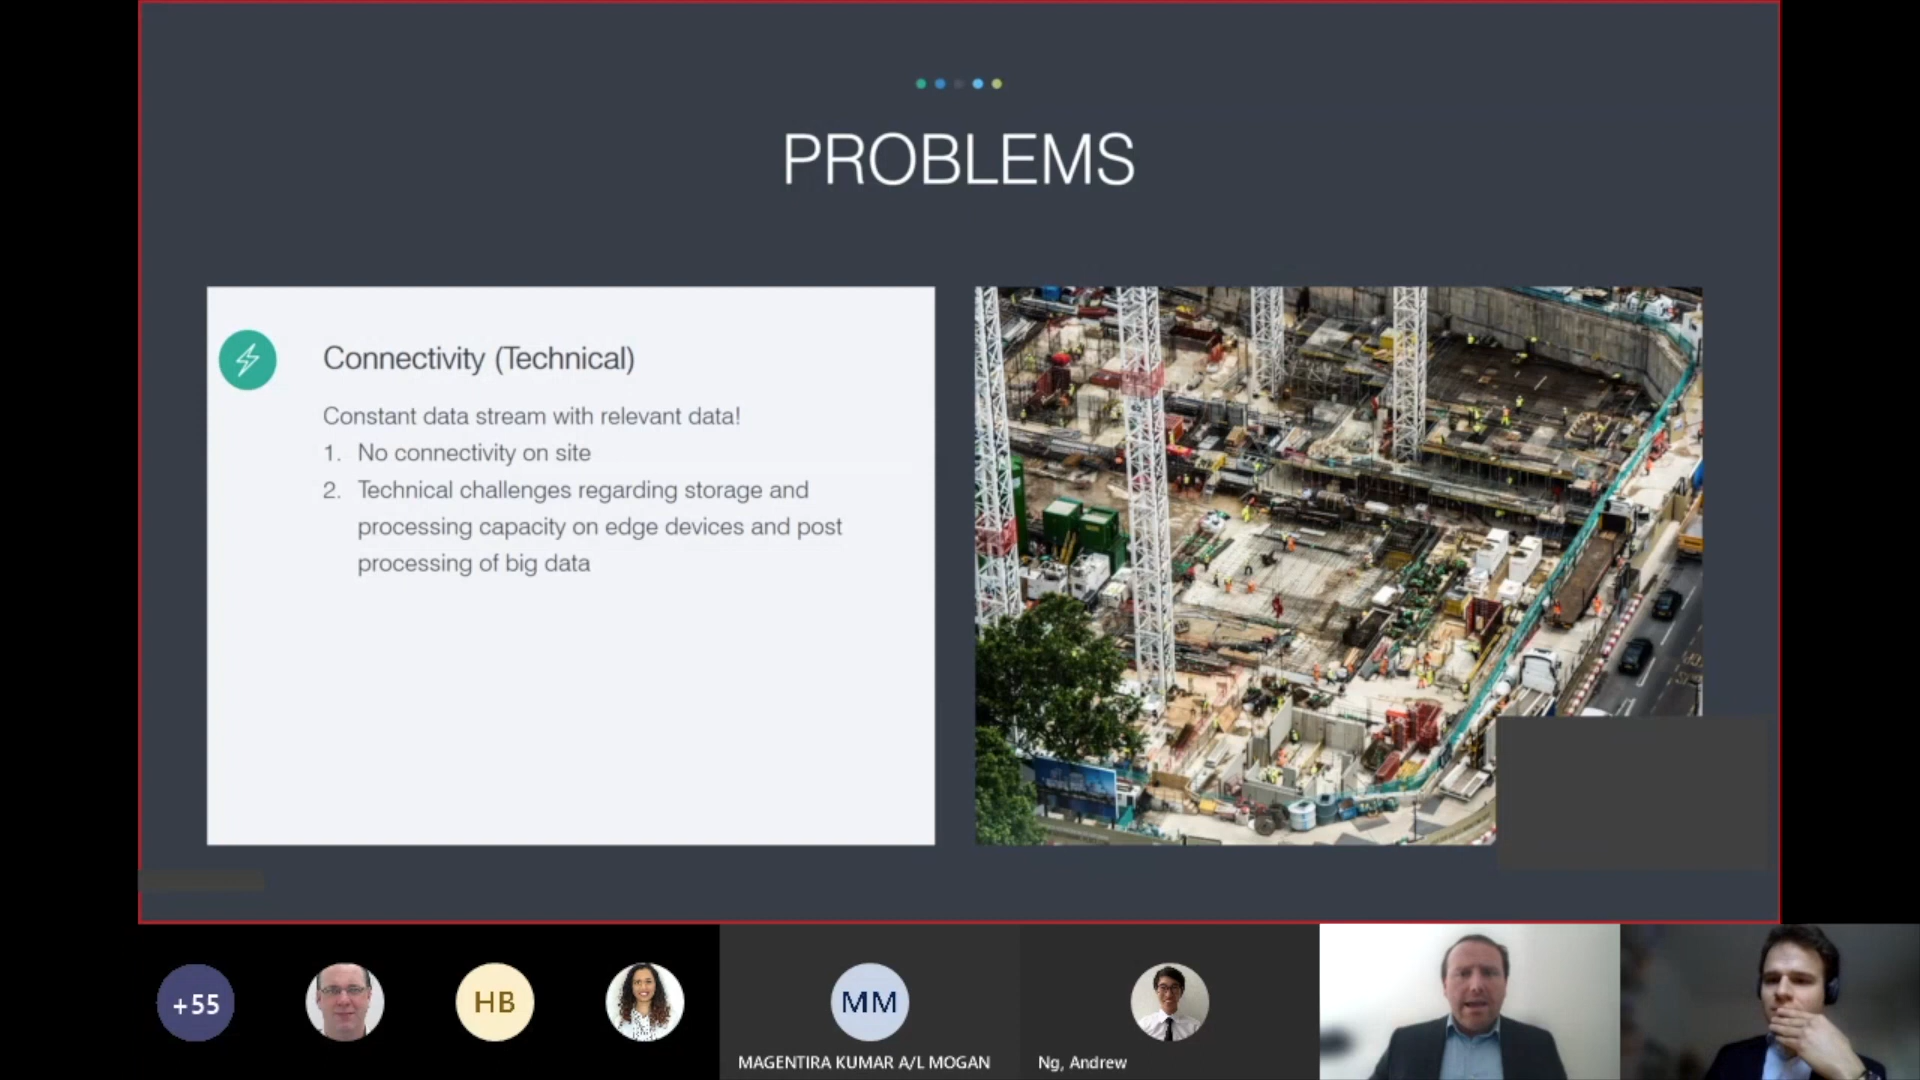 PROBLEMS
Connectivity (Technical)
Constant data stream with relevant data!
1. No connectivity on site
2. Technical challenges regarding storage and
processing capacity on edge devices and post
processing of big data
+55
HB
MM
MAGENTIRA KUMAR A/L MOGAN
Ng, Andrew